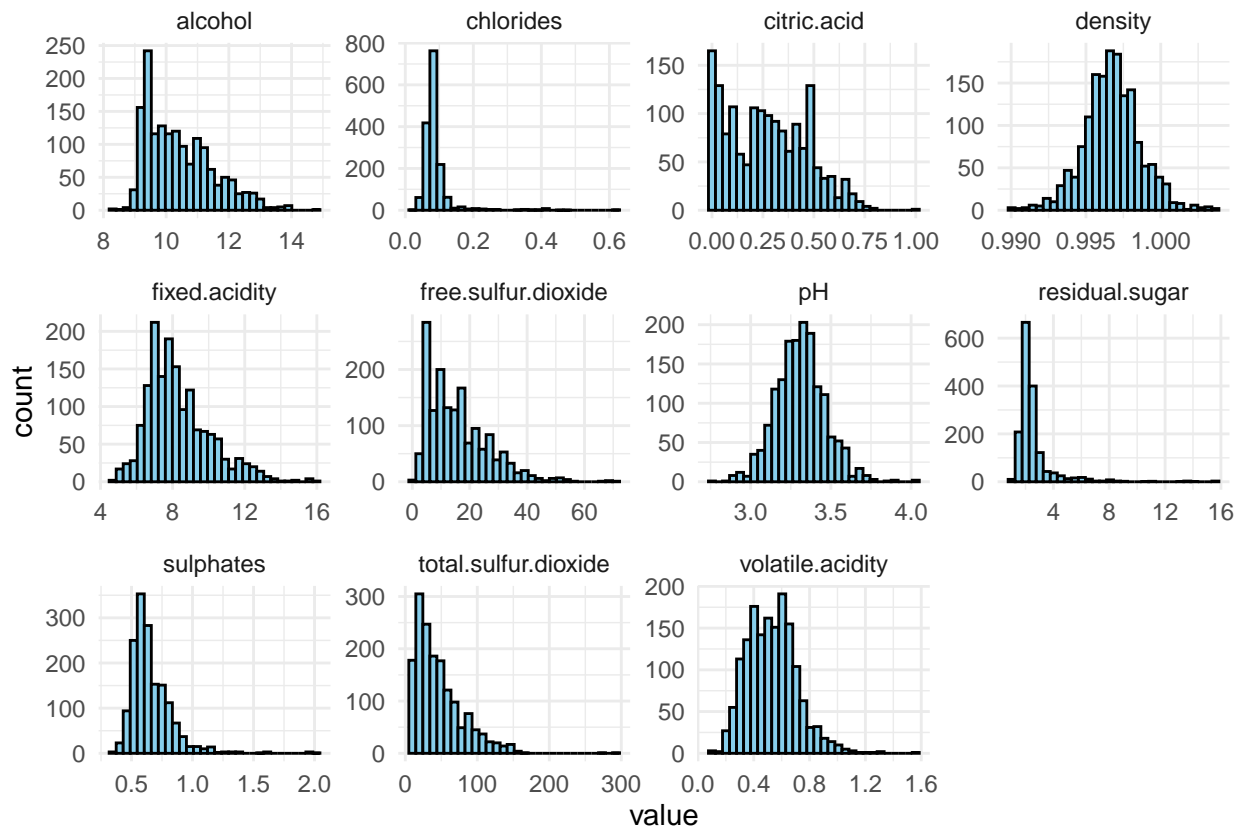 alcohol
chlorides
citric.acid
density
250
200
150
100
50
0
800
600
400
200
0
150
100
50
0
150
100
50
0
8 10 12 14
0.0 0.2 0.4 0.6
0.00 0.25 0.50 0.75 1.00
0.990 0.995 1.000
fixed.acidity
free.sulfur.dioxide
pH
residual.sugar
200
150
100
50
0
200
100
0
200
150
100
50
0
600
400
200
0
4 8 12 16
0 20 40 60
3.0 3.5 4.0
4 8 12 16
sulphates
total.sulfur.dioxide
volatile.acidity
300
200
100
0
300
200
100
0
200
150
100
50
0
0.5 1.0 1.5 2.0
0 100 200 300
0.0 0.4 0.8 1.2 1.6
count
value